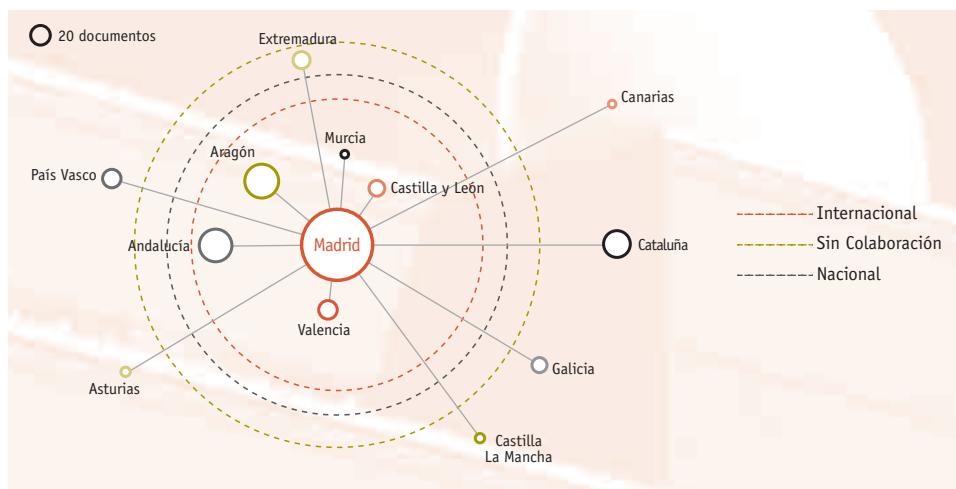 20 documentos
Extremadura
Canarias
Murcia
Aragón
País Vasco
Castilla y León
Internacional
Andalucía
Madrid
Cataluña
Sin Colaboración
Nacional
Valencia
Galicia
Asturias
Castilla
La Mancha